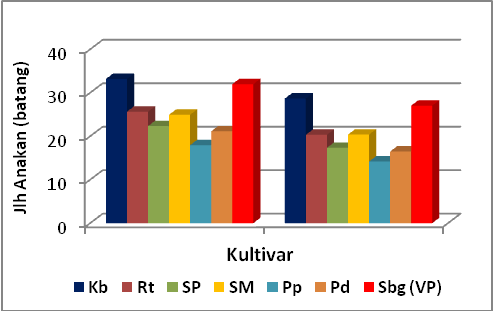 Jlh Anakan (batang)
40
30
20
10
0
Kultivar
Kb Rt SP SM Pp Pd Sbg (VP)